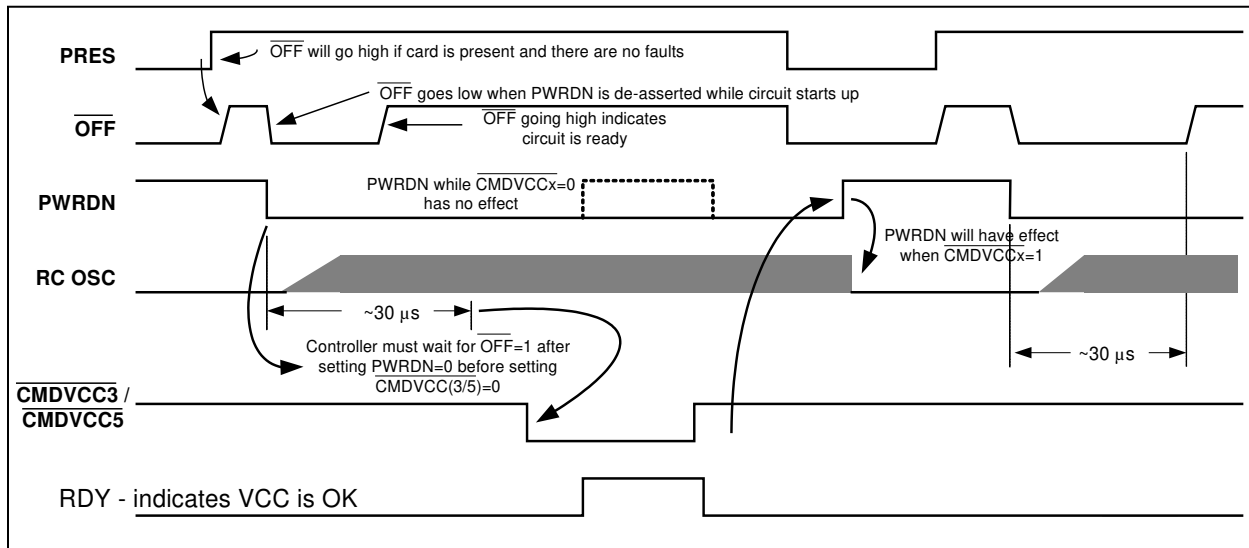 PRES
OFF will go high if card is present and there are no faults
OFF goes low when PWRDN is de-asserted while circuit starts up
OFF
OFF going high indicates
circuit is ready
PWRDN
PWRDN while CMDVCCx=0
has no effect
PWRDN will have effect
when CMDVCCx=1
RC OSC
~30 μs
~30 μs
Controller must wait for OFF=1 after
setting PWRDN=0 before setting
CMDVCC(3/5)=0
CMDVCC3 /
CMDVCC5
RDY - indicates VCC is OK